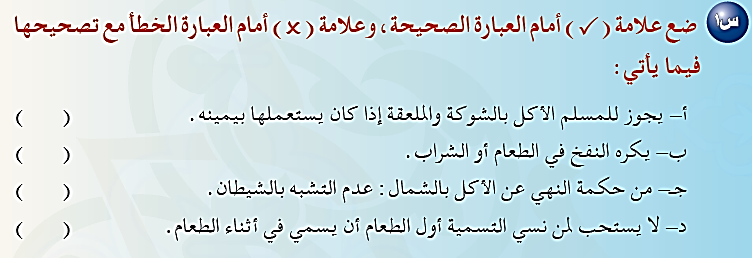 س١ ضع علامة (✓) أمام العبارة الصحيحة، وعلامة (x) أمام العبارة الخطأ مع تصحيحها
فيما يأتي:
أ- يجوز للمسلم الأكل بالشوكة والملعقة إذا كان يستعملها بيمينه. ( )
ب- يكره النفخ في الطعام أو الشراب. ( )
جـ- من حكمة النهي عن الأكل بالشمال: عدم التشبه بالشيطان. ( )
د- لا يستحب لمن نسي التسمية أول الطعام أن يسمي في أثناء الطعام. ( )